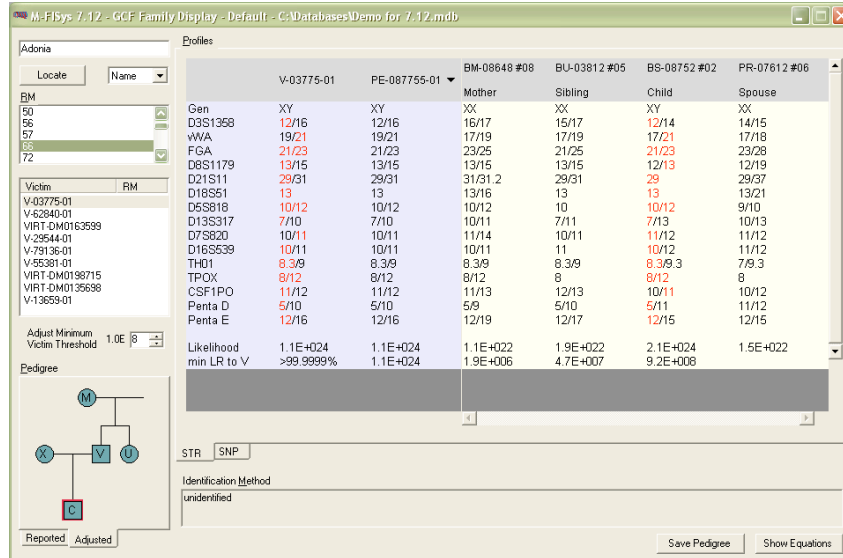 M-FISys 7.12 - GCF Family Display - Default - C:\Databases\Demo for 7.12.mdb
Adonia
Locate
Name
RM
50
56
57
66
72
Victim RM
V-03775-01
V-62840-01
VIRT-DM0163599
V-29544-01
V-79136-01
V-55381-01
VIRT-DM0198715
VIRT-DM0135698
V-13659-01
Adjust Minimum
Victim Threshold
1.0E 8
Pedigree
M
X V U
C
Reported Adjusted
Profiles
BM-08648 #08 BU-03812 #05 BS-08752 #02 PR-07612 #06
V-03775-01 PE-087755-01
Mother Sibling Child Spouse
Gen XY XY XX XX XY XX
D3S1358 12/16 12/16 16/17 15/17 12/14 14/15
vWA 19/21 19/21 17/19 17/19 17/21 17/18
FGA 21/23 21/23 23/25 21/25 21/23 23/28
D8S1179 13/15 13/15 13/15 13/15 12/13 12/19
D21S11 29/31 29/31 31/31.2 29/31 29 29/37
D18S51 13 13 13/16 13 13 13/21
D5S818 10/12 10/12 10/12 10 10/12 9/10
D13S317 7/10 7/10 10/11 7/11 7/13 10/13
D7S820 10/11 10/11 11/14 10/11 11/12 11/12
D16S539 10/11 10/11 10/11 11 10/12 11/12
TH01 8.3/9 8.3/9 8.3/9 8.3/9 8.3/9.3 7/9.3
TPOX 8/12 8/12 8/12 8 8/12 8
CSF1PO 11/12 11/12 11/13 12/13 10/11 10/12
Penta D 5/10 5/10 5/9 5/10 5/11 11/12
Penta E 12/16 12/16 12/19 12/17 12/15 12/15
Likelihood 1.1E+024 1.1E+024 1.1E+022 1.9E+022 2.1E+024 1.5E+022
min LR to V >99.9999% 1.1E+024 1.9E+006 4.7E+007 9.2E+008
STR SNP
Identification Method
unidentified
Save Pedigree Show Equations